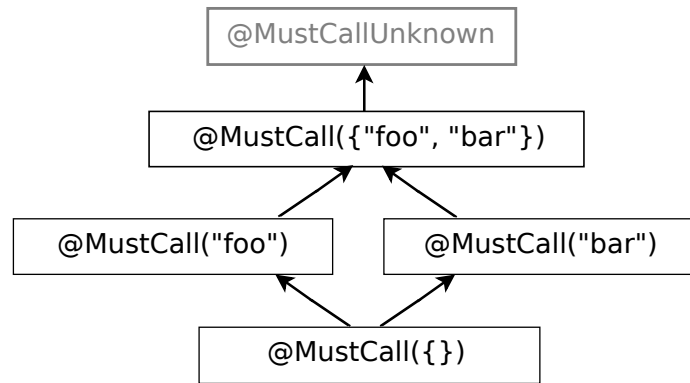 @MustCallUnknown
@MustCall({"foo", "bar"})
@MustCall("foo")
@MustCall("bar")
@MustCall({})